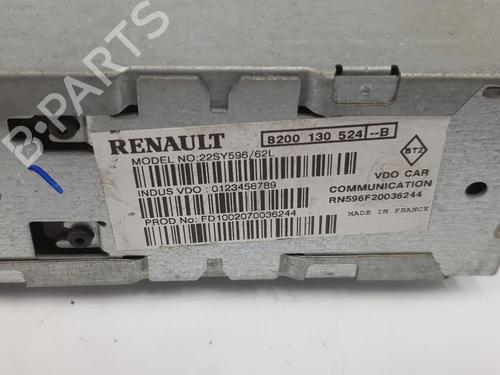 B-PARTS
RENAULT
8200 130 524 --B
MODEL NO:22SY596/62L
BT2
INDUS VDO : 0123456789
VDO CAR
COMMUNICATION
RN596F20036244
PROD No: FD1002070036244
MADE IN FRANCE